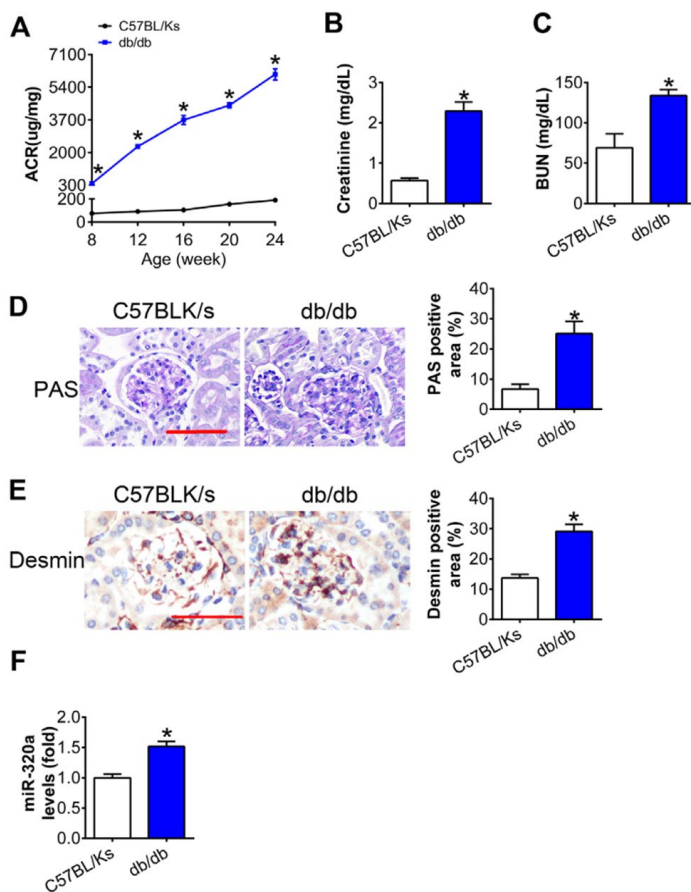 A
C57BL/Ks
db/db
ACR(ug/mg)
7100
5400
3700
2000
300
200
0
8 12 16 20 24
Age (week)
*
*
*
*
*
B
Creatinine (mg/dL)
3
2
1
0
*
C57BL/Ks
db/db
C
BUN (mg/dL)
150
100
50
0
*
C57BL/Ks
db/db
D
C57BLK/s db/db
PAS
PAS positive
area (%)
40
30
20
10
0
*
C57BL/Ks
db/db
E
C57BLK/s db/db
Desmin
Desmin positive
area (%)
40
30
20
10
0
*
C57BL/Ks
db/db
F
miR-320a
levels (fold)
2.0
1.5
1.0
0.5
0.0
*
C57BL/Ks
db/db